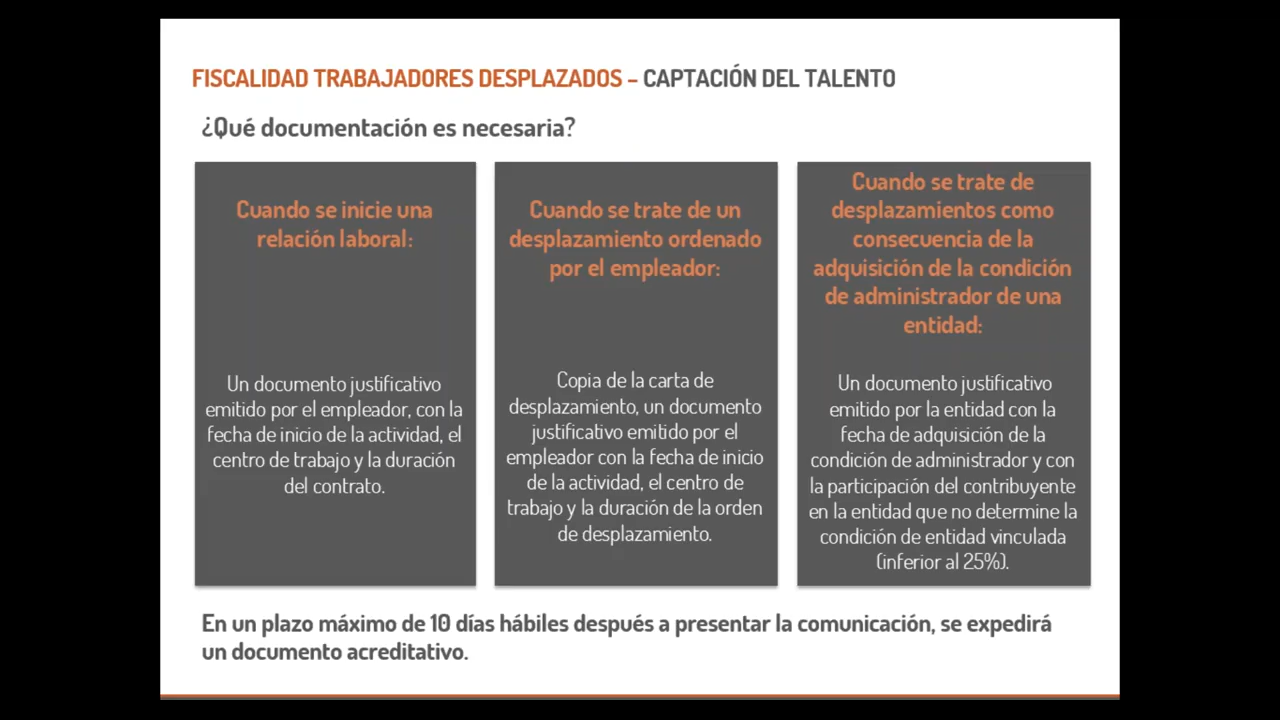 FISCALIDAD TRABAJADORES DESPLAZADOS – CAPTACIÓN DEL TALENTO
¿Qué documentación es necesaria?
Cuando se inicie una
relación laboral:
Un documento justificativo
emitido por el empleador, con la
fecha de inicio de la actividad, el
centro de trabajo y la duración
del contrato.
Cuando se trate de un
desplazamiento ordenado
por el empleador:
Copia de la carta de
desplazamiento, un documento
justificativo emitido por el
empleador con la fecha de inicio
de la actividad, el centro de
trabajo y la duración de la orden
de desplazamiento.
Cuando se trate de
desplazamientos como
consecuencia de la
adquisición de la condición
de administrador de una
entidad:
Un documento justificativo
emitido por la entidad con la
fecha de adquisición de la
condición de administrador y con
la participación del contribuyente
en la entidad que no determine la
condición de entidad vinculada
(inferior al 25%).
En un plazo máximo de 10 días hábiles después a presentar la comunicación, se expedirá
un documento acreditativo.